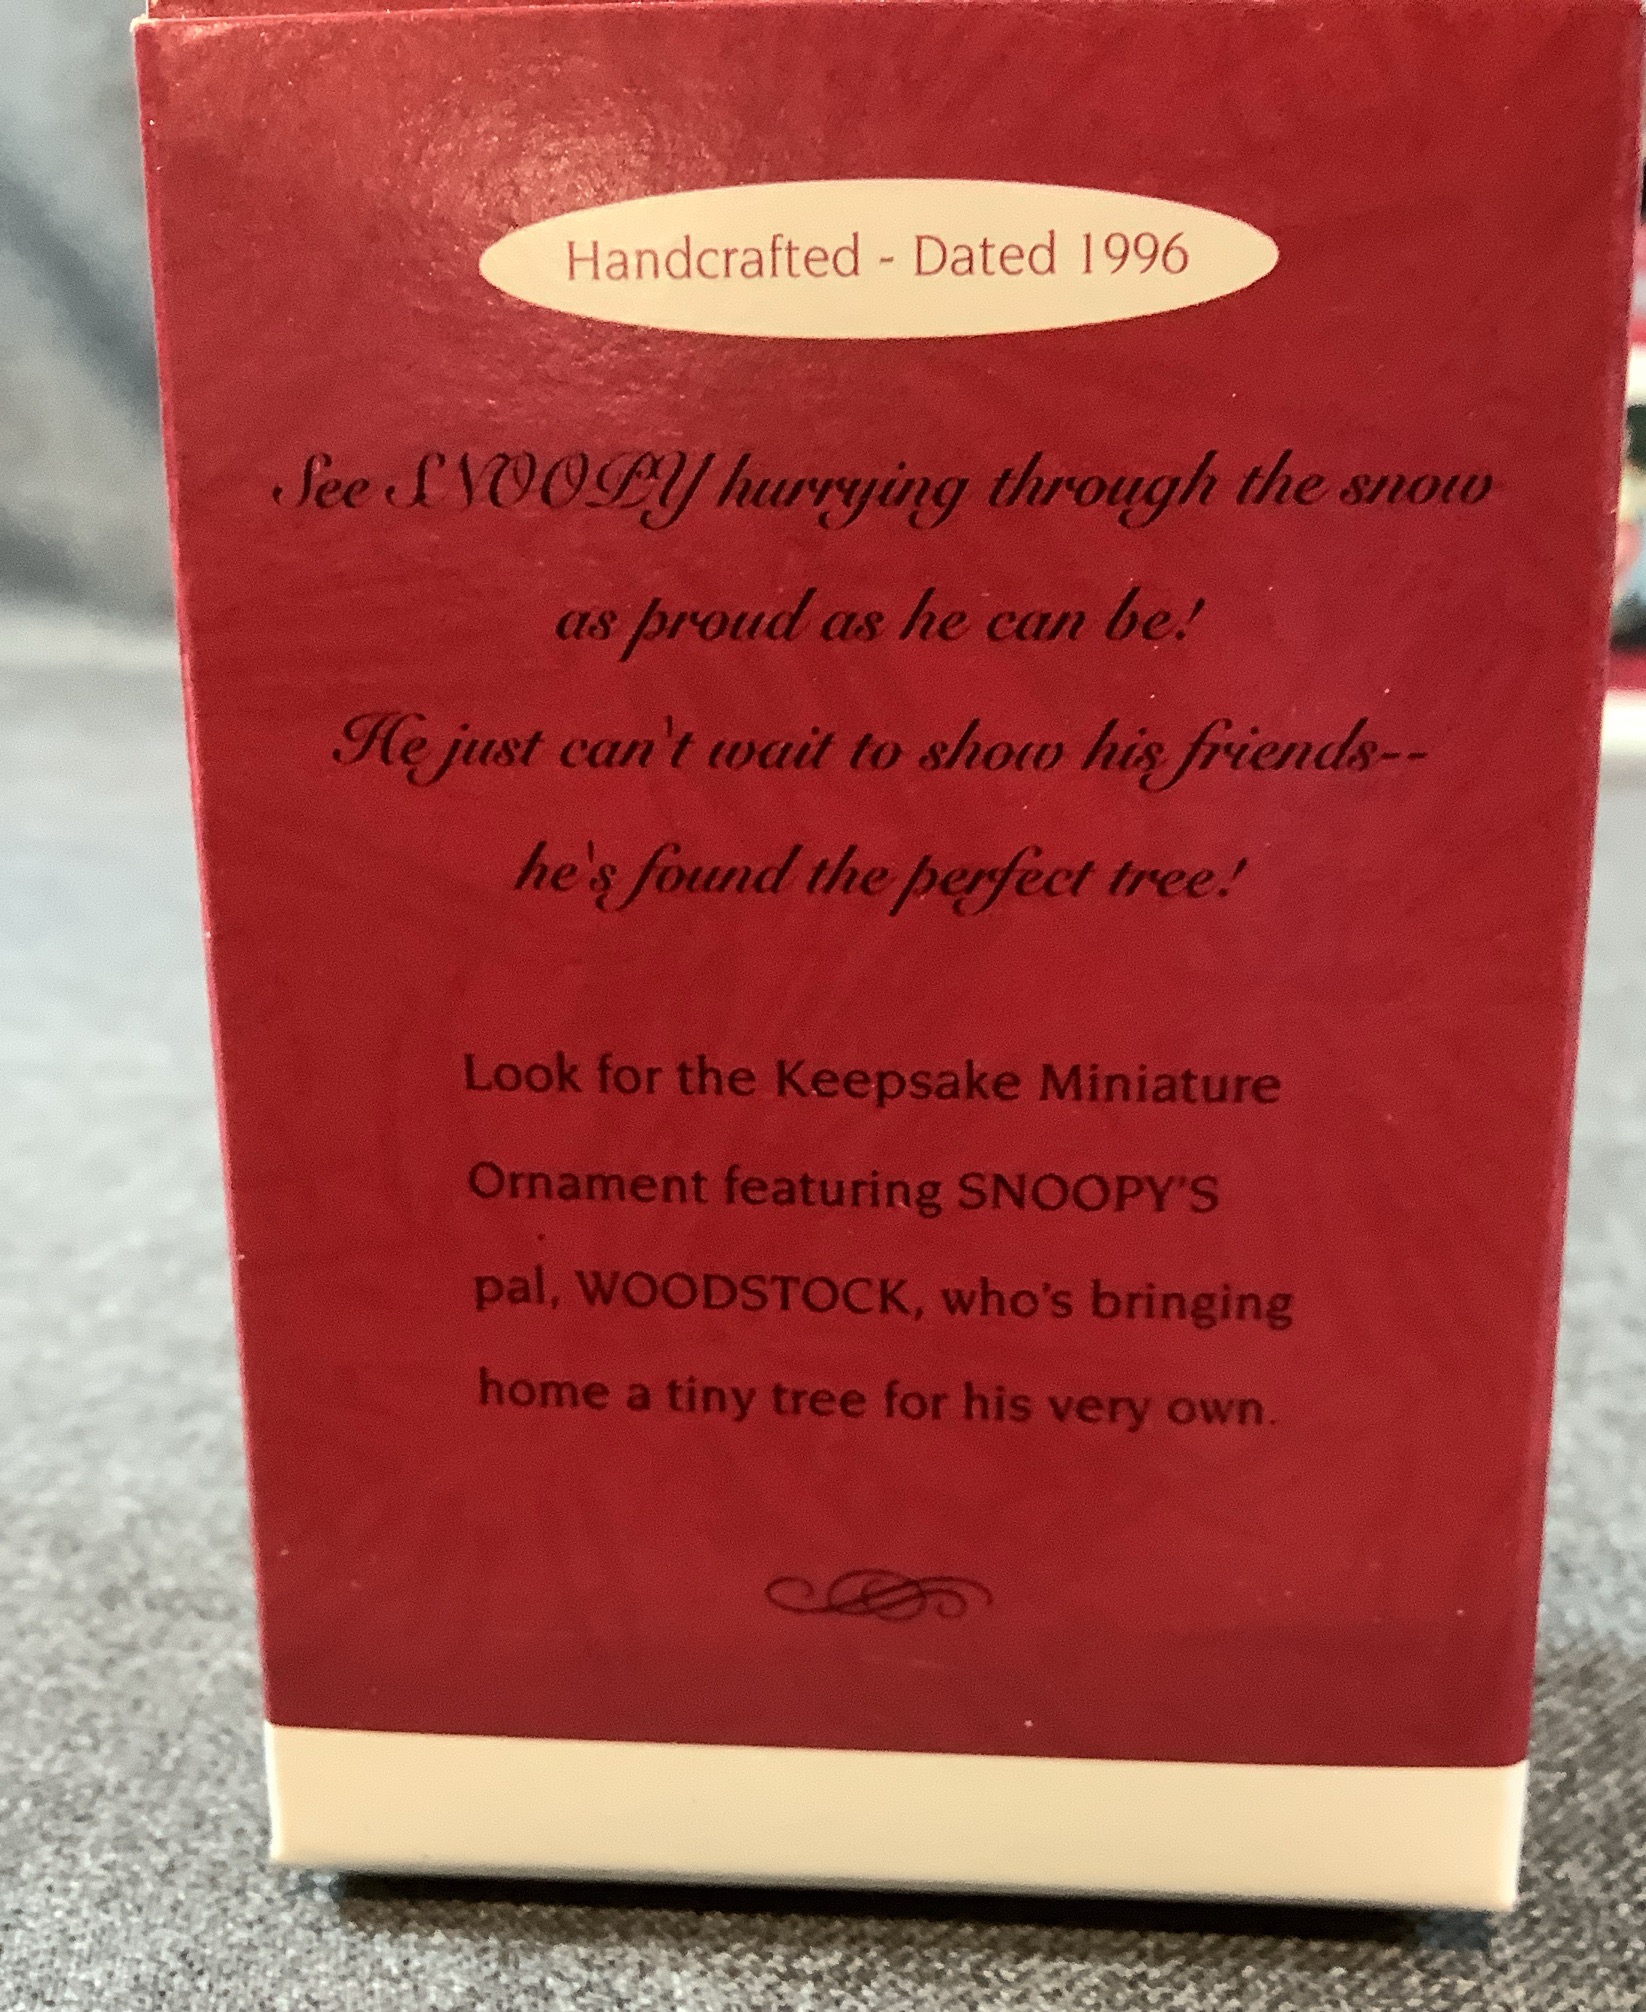 Handcrafted - Dated 1996
See SNOOPY hurrying through the snow
as proud as he can be!
He just can't wait to show his friends--
he's found the perfect tree!
Look for the Keepsake Miniature
Ornament featuring SNOOPY'S
pal, WOODSTOCK, who's bringing
home a tiny tree for his very own.